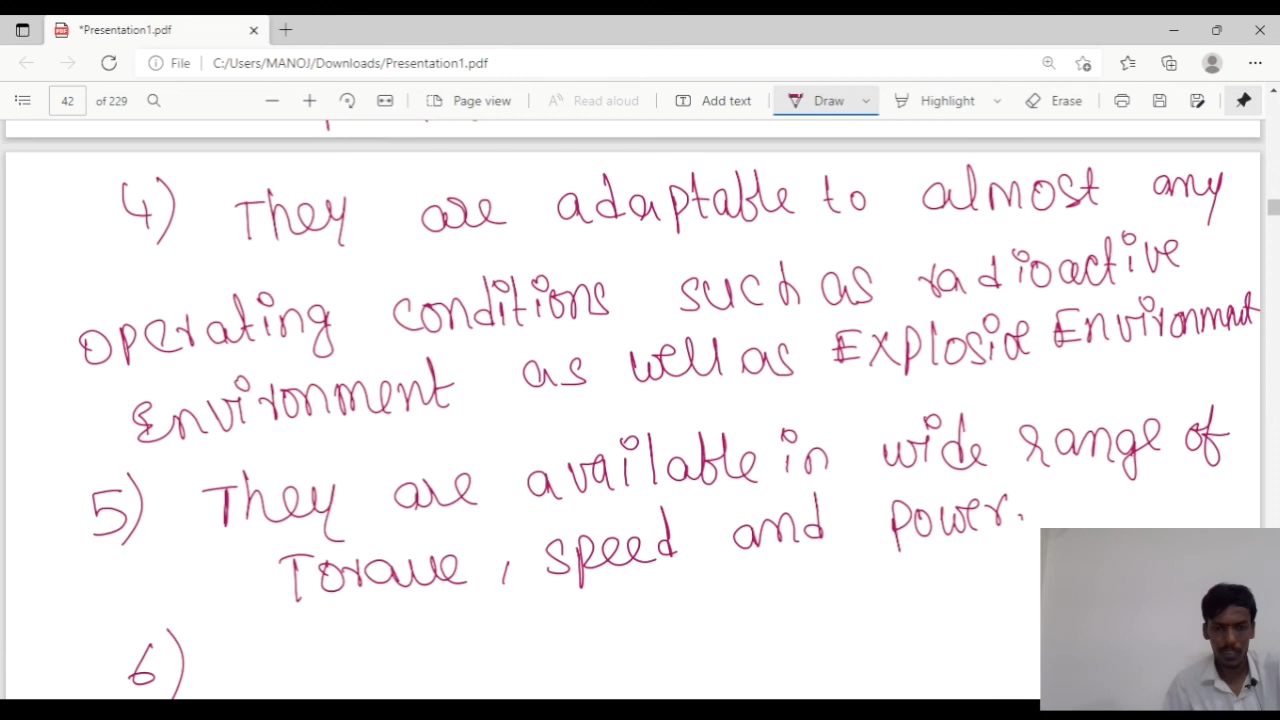 *Presentation1.pdf
File C:/Users/MANOJ/Downloads/Presentation1.pdf
42 of 229 Page view Read aloud Add text Draw Highlight Erase
4) They are adaptable to almost any
operating conditions such as radioactive
Environment as well as Explosie Environment
5) They are available in wide range of
Torque, speed and power.
6)